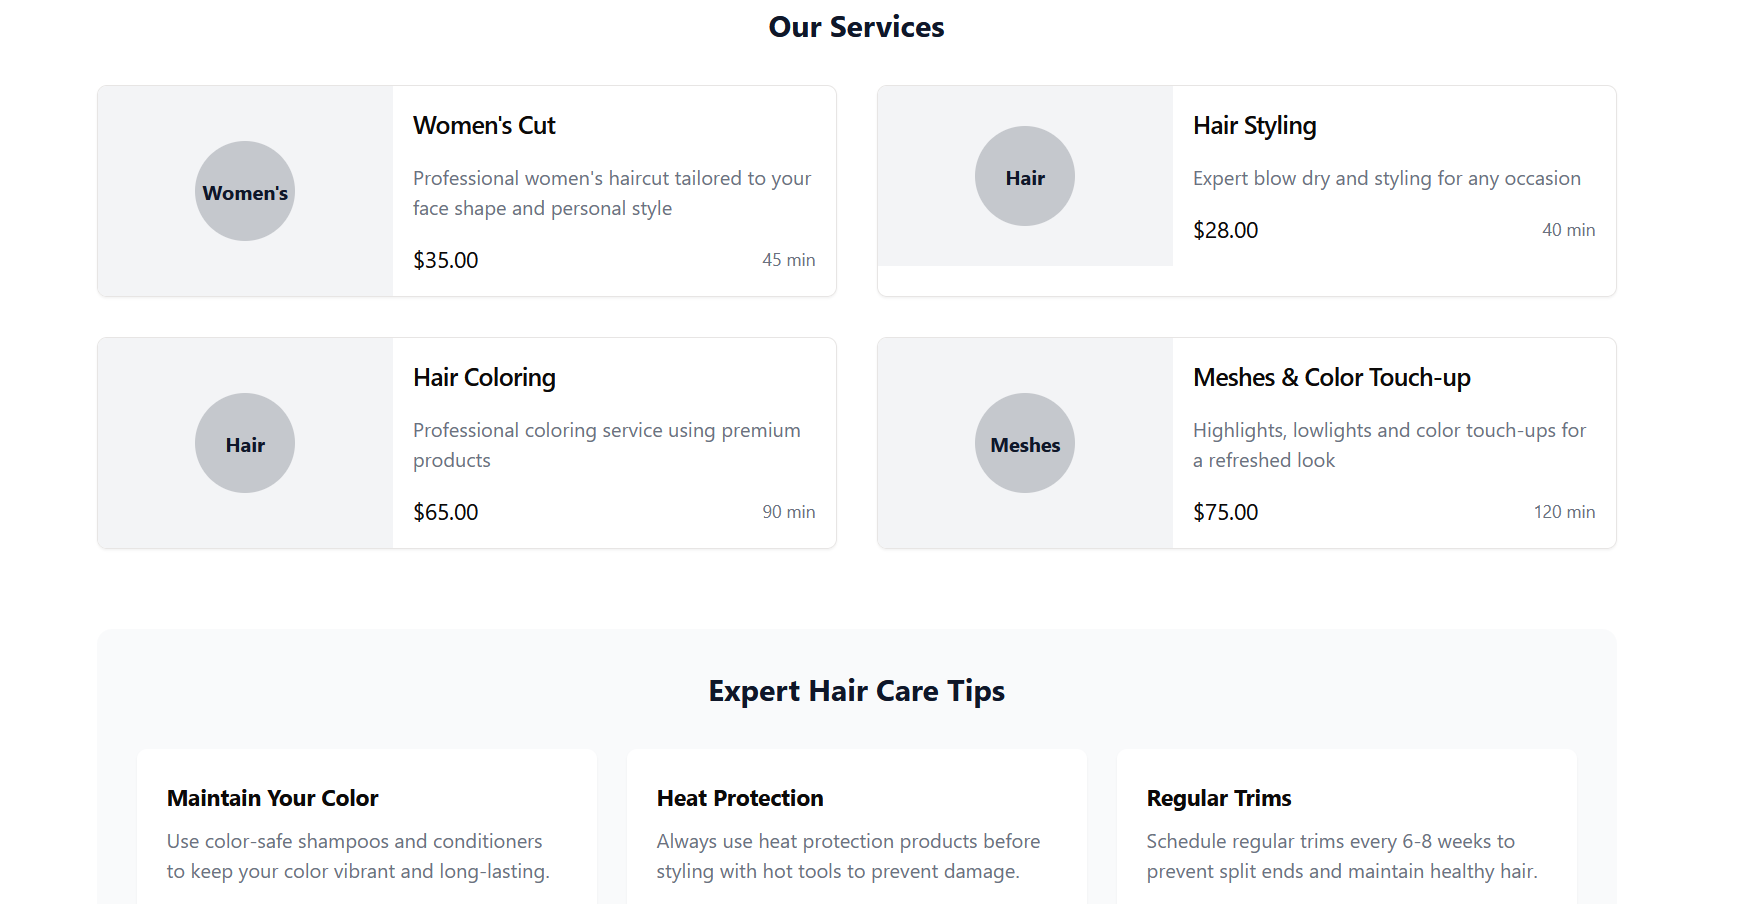 Our Services
Women's
Women's Cut
Professional women's haircut tailored to your
face shape and personal style
$35.00
45 min
Hair
Hair Styling
Expert blow dry and styling for any occasion
$28.00
40 min
Hair
Hair Coloring
Professional coloring service using premium
products
$65.00
90 min
Meshes
Meshes & Color Touch-up
Highlights, lowlights and color touch-ups for
a refreshed look
$75.00
120 min
Expert Hair Care Tips
Maintain Your Color
Use color-safe shampoos and conditioners
to keep your color vibrant and long-lasting.
Heat Protection
Always use heat protection products before
styling with hot tools to prevent damage.
Regular Trims
Schedule regular trims every 6-8 weeks to
prevent split ends and maintain healthy hair.